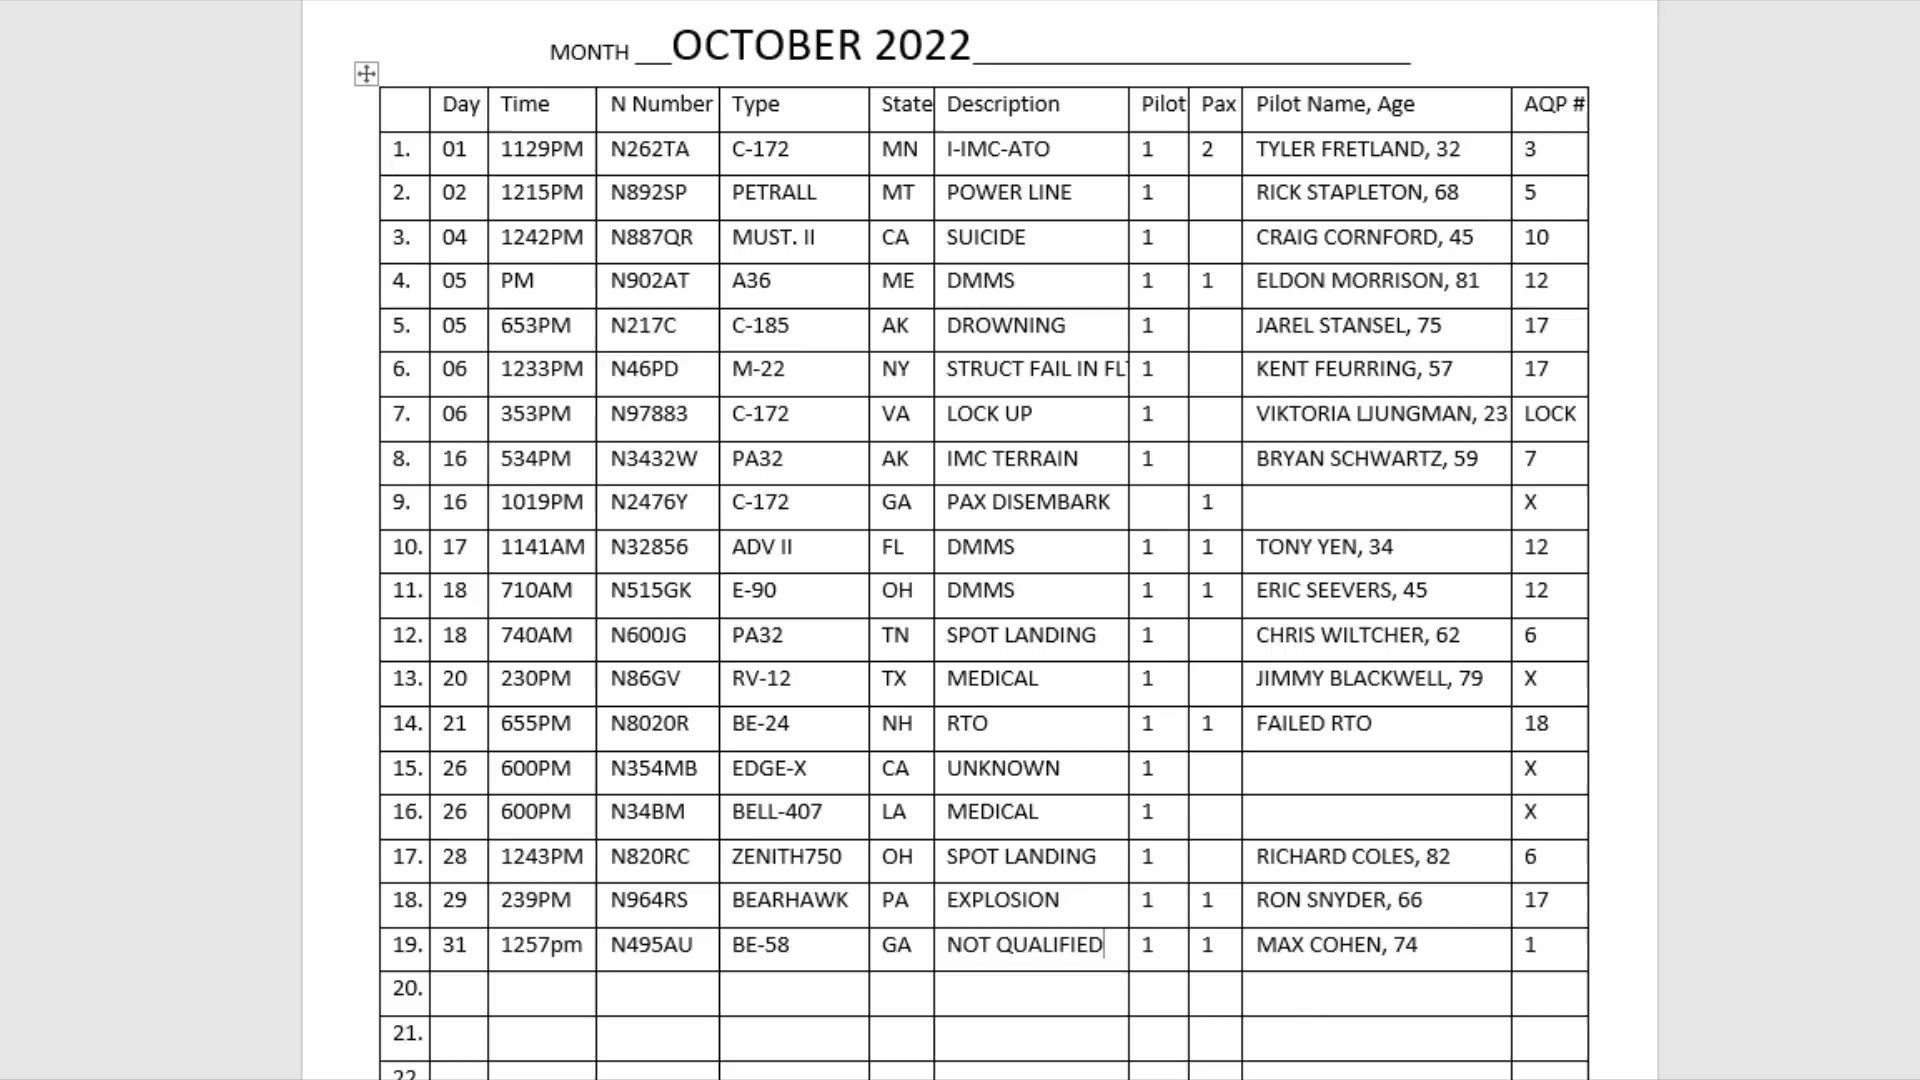 MONTH __OCTOBER 2022____________________
Day Time N Number Type State Description Pilot Pax Pilot Name, Age AQP #
1. 01 1129PM N262TA C-172 MN I-IMC-ATO 1 2 TYLER FRETLAND, 32 3
2. 02 1215PM N892SP PETRALL MT POWER LINE 1 RICK STAPLETON, 68 5
3. 04 1242PM N887QR MUST. II CA SUICIDE 1 CRAIG CORNFORD, 45 10
4. 05 PM N902AT A36 ME DMMS 1 1 ELDON MORRISON, 81 12
5. 05 653PM N217C C-185 AK DROWNING 1 JAREL STANSEL, 75 17
6. 06 1233PM N46PD M-22 NY STRUCT FAIL IN FLT 1 KENT FEURRING, 57 17
7. 06 353PM N97883 C-172 VA LOCK UP 1 VIKTORIA LJUNGMAN, 23 LOCK
8. 16 534PM N3432W PA32 AK IMC TERRAIN 1 BRYAN SCHWARTZ, 59 7
9. 16 1019PM N2476Y C-172 GA PAX DISEMBARK 1 X
10. 17 1141AM N32856 ADV II FL DMMS 1 1 TONY YEN, 34 12
11. 18 710AM N515GK E-90 OH DMMS 1 1 ERIC SEEVERS, 45 12
12. 18 740AM N600JG PA32 TN SPOT LANDING 1 CHRIS WILTCHER, 62 6
13. 20 230PM N86GV RV-12 TX MEDICAL 1 JIMMY BLACKWELL, 79 X
14. 21 655PM N8020R BE-24 NH RTO 1 1 FAILED RTO 18
15. 26 600PM N354MB EDGE-X CA UNKNOWN 1 X
16. 26 600PM N34BM BELL-407 LA MEDICAL 1 X
17. 28 1243PM N820RC ZENITH750 OH SPOT LANDING 1 RICHARD COLES, 82 6
18. 29 239PM N964RS BEARHAWK PA EXPLOSION 1 1 RON SNYDER, 66 17
19. 31 1257pm N495AU BE-58 GA NOT QUALIFIED 1 1 MAX COHEN, 74 1
20.
21.
22